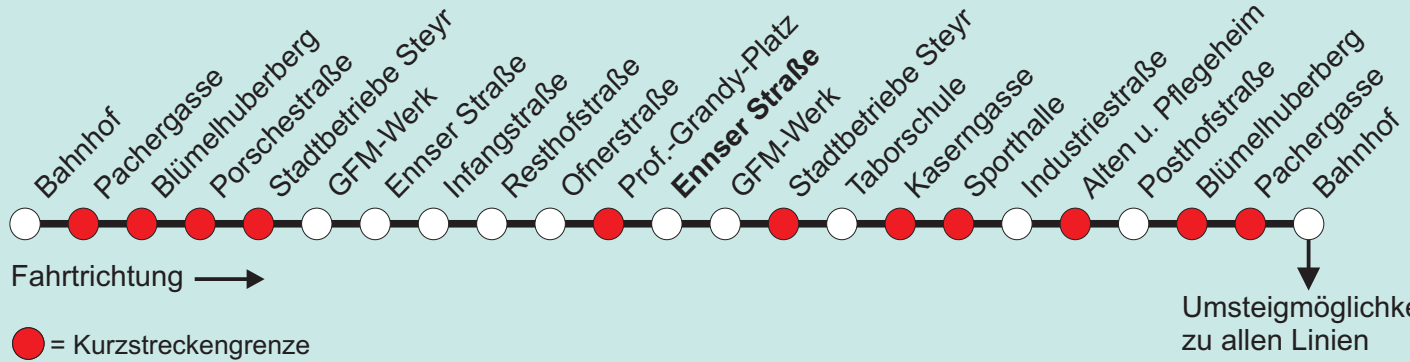 Bahnhof
Pachergasse
Blümelhuberberg
Porschestraße
Stadtbetriebe Steyr
GFM-Werk
Ennser Straße
Infangstraße
Resthofstraße
Ofnerstraße
Prof.-Grandy-Platz
Ennser Straße
GFM-Werk
Stadtbetriebe Steyr
Taborschule
Kaserngasse
Sporthalle
Industriestraße
Alten u. Pflegeheim
Posthofstraße
Blümelhuberberg
Pachergasse
Bahnhof
Fahrtrichtung
Umsteigmöglichke
zu allen Linien
= Kurzstreckengrenze